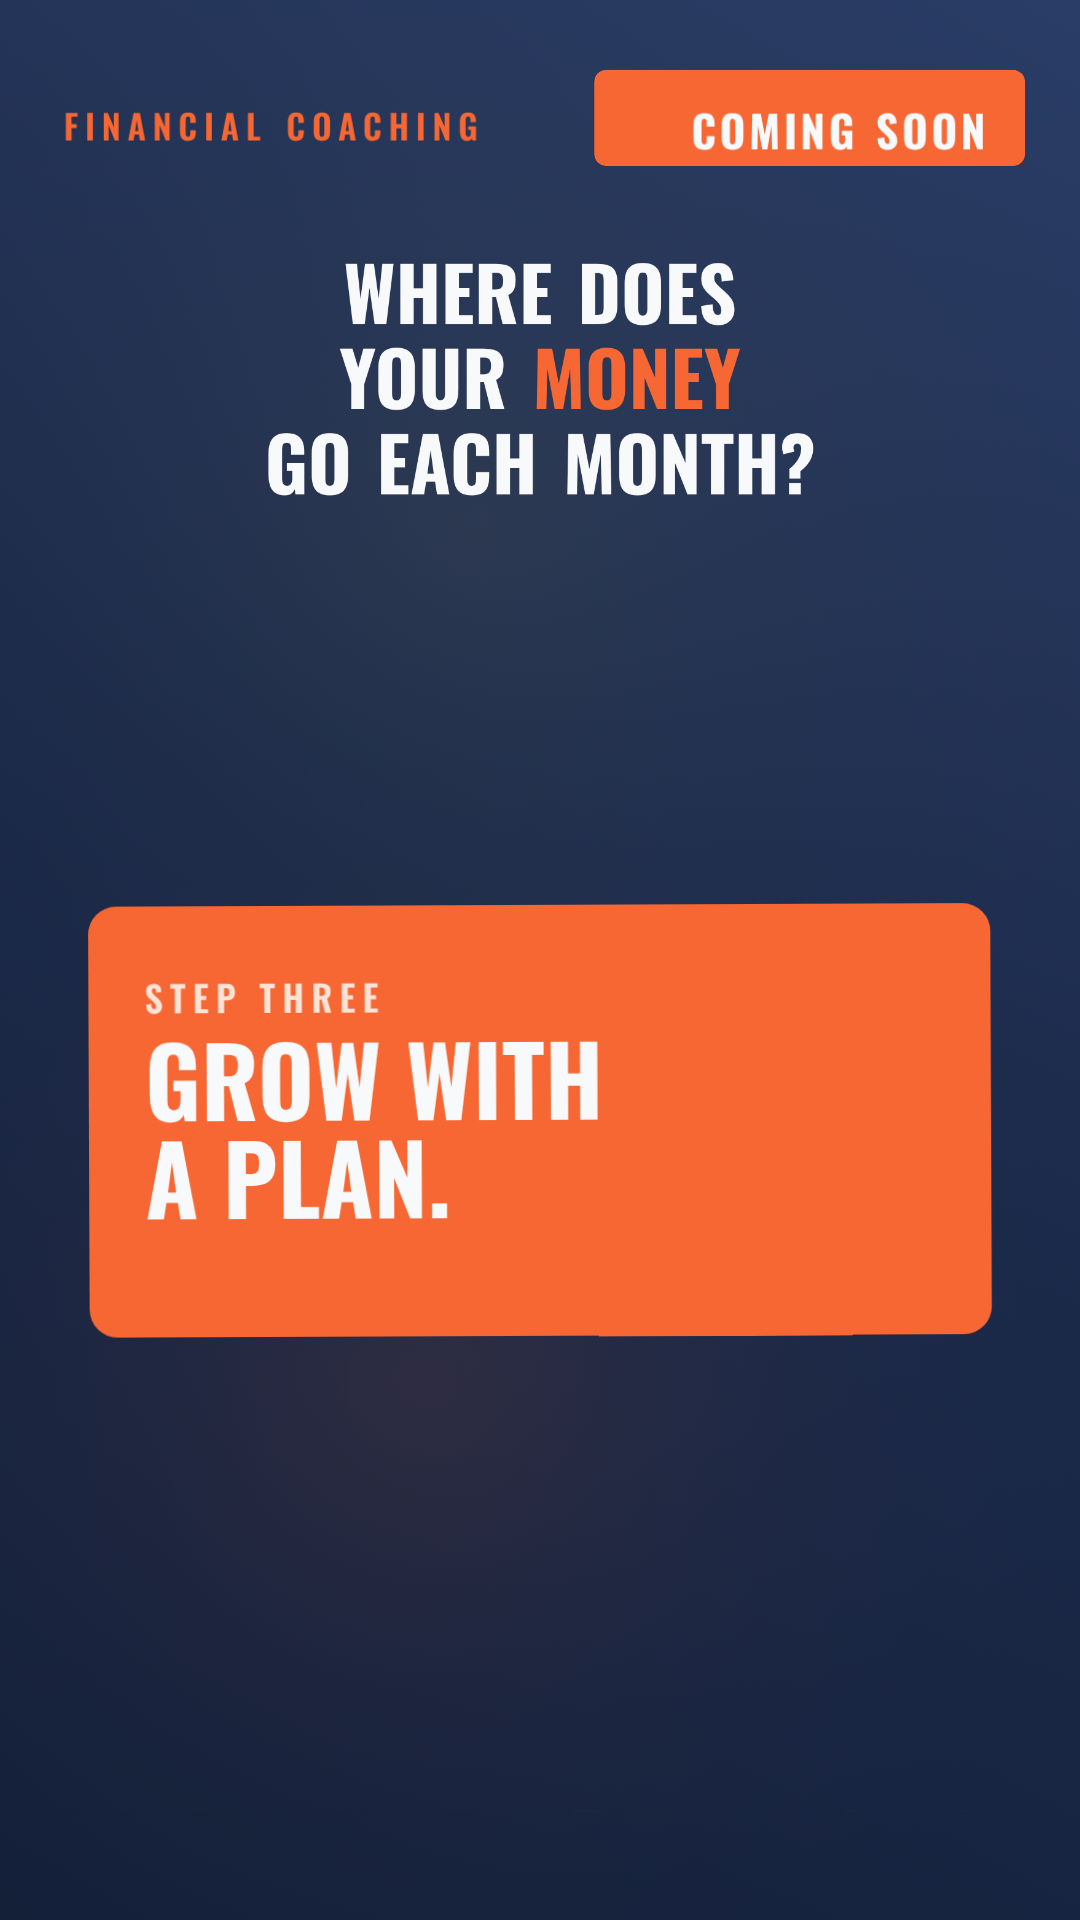 FINANCIAL COACHING
COMING SOON
WHERE DOES
YOUR MONEY
GO EACH MONTH?
STEP THREE
GROW WITH
A PLAN.